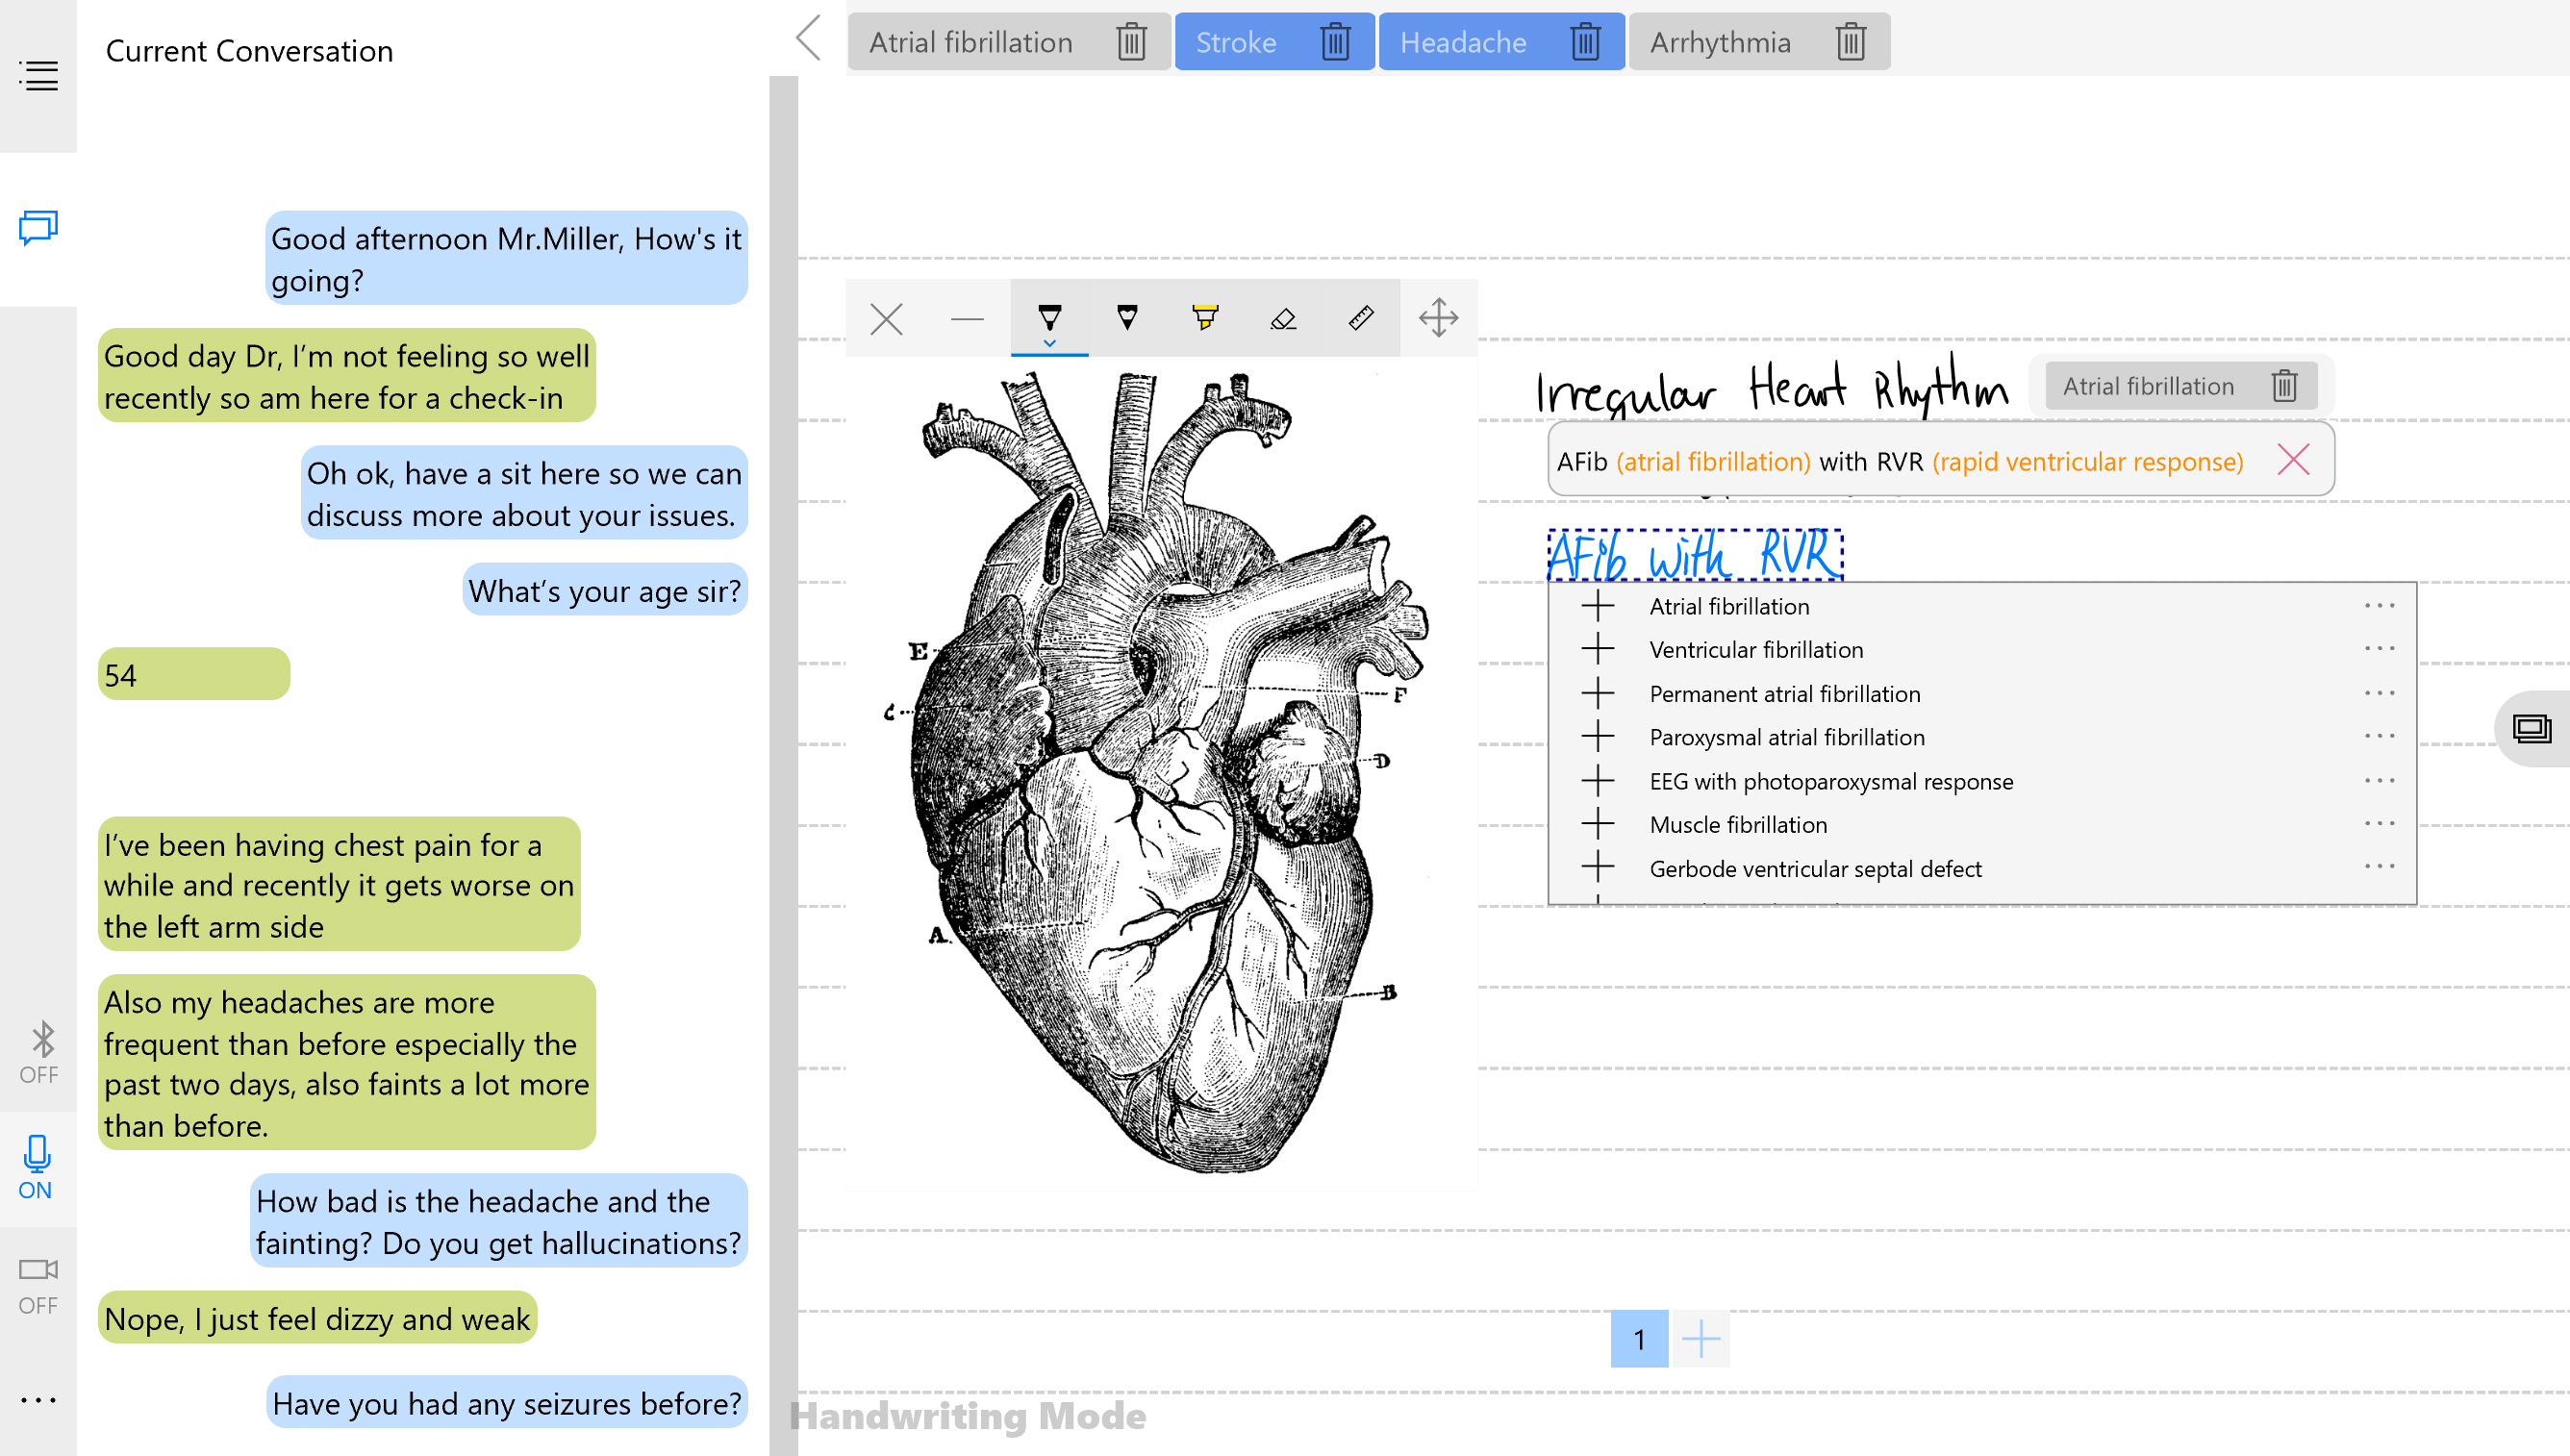 Current Conversation
Good afternoon Mr.Miller, How's it
going?
Good day Dr, I’m not feeling so well
recently so am here for a check-in
Oh ok, have a sit here so we can
discuss more about your issues.
What’s your age sir?
54
I’ve been having chest pain for a
while and recently it gets worse on
the left arm side
Also my headaches are more
frequent than before especially the
past two days, also faints a lot more
than before.
How bad is the headache and the
fainting? Do you get hallucinations?
Nope, I just feel dizzy and weak
Have you had any seizures before?
OFF
ON
OFF
Atrial fibrillation
Stroke
Headache
Arrhythmia
E
C
A.
F
D
B
Irregular Heart Rhythm
Atrial fibrillation
AFib (atrial fibrillation) with RVR (rapid ventricular response)
AFib with RVR
Atrial fibrillation
Ventricular fibrillation
Permanent atrial fibrillation
Paroxysmal atrial fibrillation
EEG with photoparoxysmal response
Muscle fibrillation
Gerbode ventricular septal defect
1
Handwriting Mode